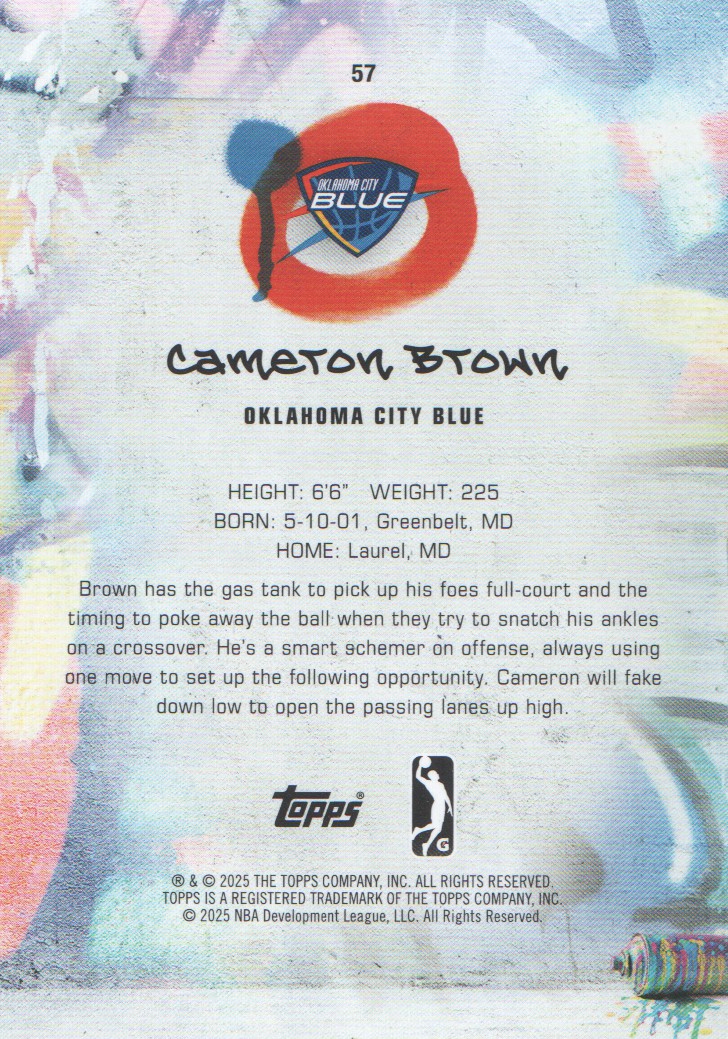 57
OKLAHOMA CITY
BLUE
Cameron Brown
OKLAHOMA CITY BLUE
HEIGHT: 6'6" WEIGHT: 225
BORN: 5-10-01, Greenbelt, MD
HOME: Laurel, MD
Brown has the gas tank to pick up his foes full-court and the
timing to poke away the ball when they try to snatch his ankles
on a crossover. He's a smart schemer on offense, always using
one move to set up the following opportunity. Cameron will fake
down low to open the passing lanes up high.
topps®
G
® & © 2025 THE TOPPS COMPANY, INC. ALL RIGHTS RESERVED.
TOPPS IS A REGISTERED TRADEMARK OF THE TOPPS COMPANY, INC.
© 2025 NBA Development League, LLC. All Rights Reserved.